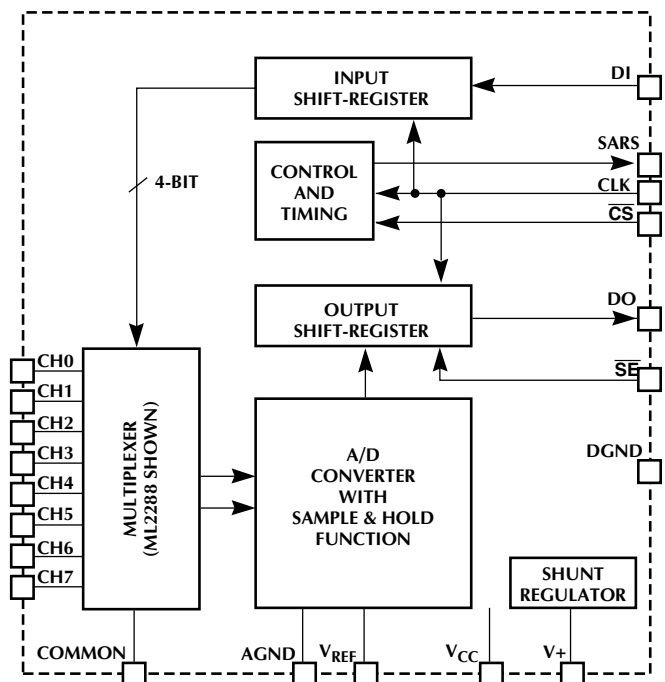 INPUT
SHIFT-REGISTER
DI
4-BIT
CONTROL
AND
TIMING
SARS
CLK
C̅S̅
OUTPUT
SHIFT-REGISTER
DO
S̅E̅
CH0
CH1
CH2
CH3
CH4
CH5
CH6
CH7
MULTIPLEXER
(ML2288 SHOWN)
A/D
CONVERTER
WITH
SAMPLE & HOLD
FUNCTION
DGND
SHUNT
REGULATOR
COMMON
AGND
VREF
VCC
V+